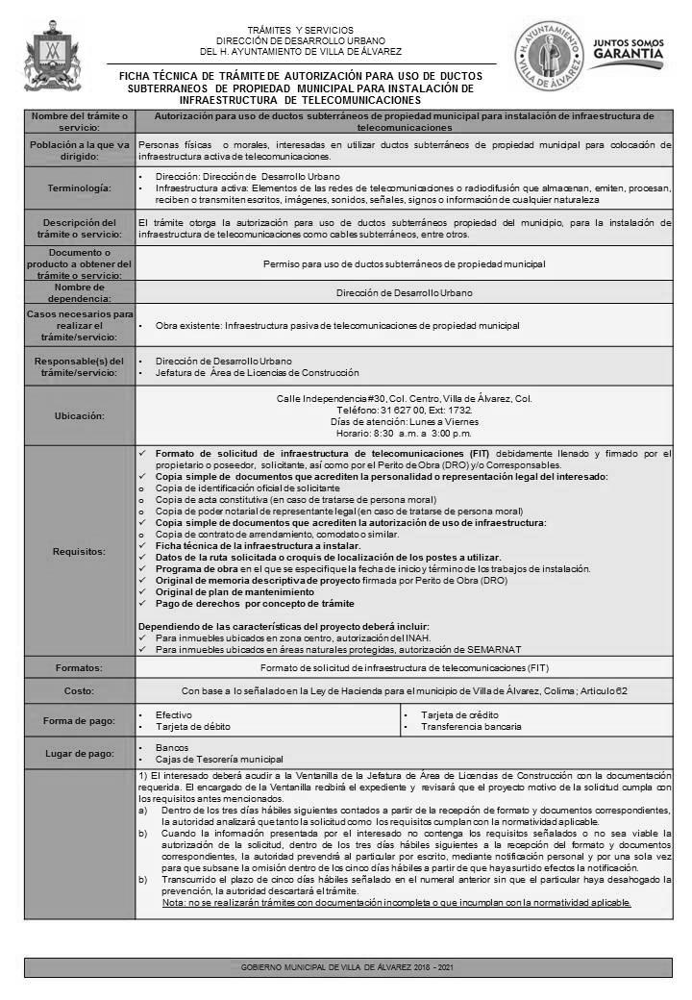 TRÁMITES Y SERVICIOS
DIRECCIÓN DE DESARROLLO URBANO
DEL H. AYUNTAMIENTO DE VILLA DE ÁLVAREZ
H. AYUNTAMIENTO
VILLA DE ÁLVAREZ
JUNTOS SOMOS
GARANTÍA
FICHA TÉCNICA DE TRÁMITE DE AUTORIZACIÓN PARA USO DE DUCTOS
SUBTERRANEOS DE PROPIEDAD MUNICIPAL PARA INSTALACIÓN DE
INFRAESTRUCTURA DE TELECOMUNICACIONES
Nombre del trámite o
servicio:
Autorización para uso de ductos subterráneos de propiedad municipal para instalación de infraestructura de
telecomunicaciones
Población a la que va
dirigido:
Personas físicas o morales, interesadas en utilizar ductos subterráneos de propiedad municipal para colocación de
infraestructura activa de telecomunicaciones.
Terminología:
• Dirección: Dirección de Desarrollo Urbano
• Infraestructura activa: Elementos de las redes de telecomunicaciones o radiodifusión que almacenan, emiten, procesan,
reciben o transmiten escritos, imágenes, sonidos, señales, signos o información de cualquier naturaleza
Descripción del
trámite o servicio:
El trámite otorga la autorización para uso de ductos subterráneos propiedad del municipio, para la instalación de
infraestructura de telecomunicaciones como cables subterráneos, entre otros.
Documento o
producto a obtener del
trámite o servicio:
Permiso para uso de ductos subterráneos de propiedad municipal
Nombre de
dependencia:
Dirección de Desarrollo Urbano
Casos necesarios para
realizar el
trámite/servicio:
• Obra existente: Infraestructura pasiva de telecomunicaciones de propiedad municipal
Responsable(s) del
trámite/servicio:
• Dirección de Desarrollo Urbano
• Jefatura de Área de Licencias de Construcción
Ubicación:
Calle Independencia #30, Col. Centro, Villa de Álvarez, Col.
Teléfono: 31 627 00, Ext: 1732.
Días de atención: Lunes a Viernes
Horario: 8:30 a.m. a 3:00 p.m.
Requisitos:
✓ Formato de solicitud de infraestructura de telecomunicaciones (FIT) debidamente llenado y firmado por el
propietario o poseedor, solicitante, así como por el Perito de Obra (DRO) y/o Corresponsables.
✓ Copia simple de documentos que acrediten la personalidad o representación legal del interesado:
o Copia de identificación oficial de solicitante
o Copia de acta constitutiva (en caso de tratarse de persona moral)
o Copia de poder notarial de representante legal (en caso de tratarse de persona moral)
✓ Copia simple de documentos que acrediten la autorización de uso de infraestructura:
o Copia de contrato de arrendamiento, comodato o similar.
✓ Ficha técnica de la infraestructura a instalar.
✓ Datos de la ruta solicitada o croquis de localización de los postes a utilizar.
✓ Programa de obra en el que se especifique la fecha de inicio y término de los trabajos de instalación.
✓ Original de memoria descriptiva de proyecto firmada por Perito de Obra (DRO)
✓ Original de plan de mantenimiento
✓ Pago de derechos por concepto de trámite
Dependiendo de las características del proyecto deberá incluir:
✓ Para inmuebles ubicados en zona centro, autorización del INAH.
✓ Para inmuebles ubicados en áreas naturales protegidas, autorización de SEMARNAT
Formatos:
Formato de solicitud de infraestructura de telecomunicaciones (FIT)
Costo:
Con base a lo señalado en la Ley de Hacienda para el municipio de Villa de Álvarez, Colima; Articulo 62
Forma de pago:
• Efectivo
• Tarjeta de débito
• Tarjeta de crédito
• Transferencia bancaria
Lugar de pago:
• Bancos
• Cajas de Tesorería municipal
1) El interesado deberá acudir a la Ventanilla de la Jefatura de Área de Licencias de Construcción con la documentación
requerida. El encargado de la Ventanilla recibirá el expediente y revisará que el proyecto motivo de la solicitud cumpla con
los requisitos antes mencionados.
a) Dentro de los tres días hábiles siguientes contados a partir de la recepción de formato y documentos correspondientes,
la autoridad analizará que tanto la solicitud como los requisitos cumplan con la normatividad aplicable.
b) Cuando la información presentada por el interesado no contenga los requisitos señalados o no sea viable la
autorización de la solicitud, dentro de los tres días hábiles siguientes a la recepción del formato y documentos
correspondientes, la autoridad prevendrá al particular por escrito, mediante notificación personal y por una sola vez
para que subsane la omisión dentro de los cinco días hábiles a partir de que haya surtido efectos la notificación.
b) Transcurrido el plazo de cinco días hábiles señalado en el numeral anterior sin que el particular haya desahogado la
prevención, la autoridad descartará el trámite.
Nota: no se realizarán trámites con documentación incompleta o que incumplan con la normatividad aplicable.
GOBIERNO MUNICIPAL DE VILLA DE ÁLVAREZ 2018 - 2021